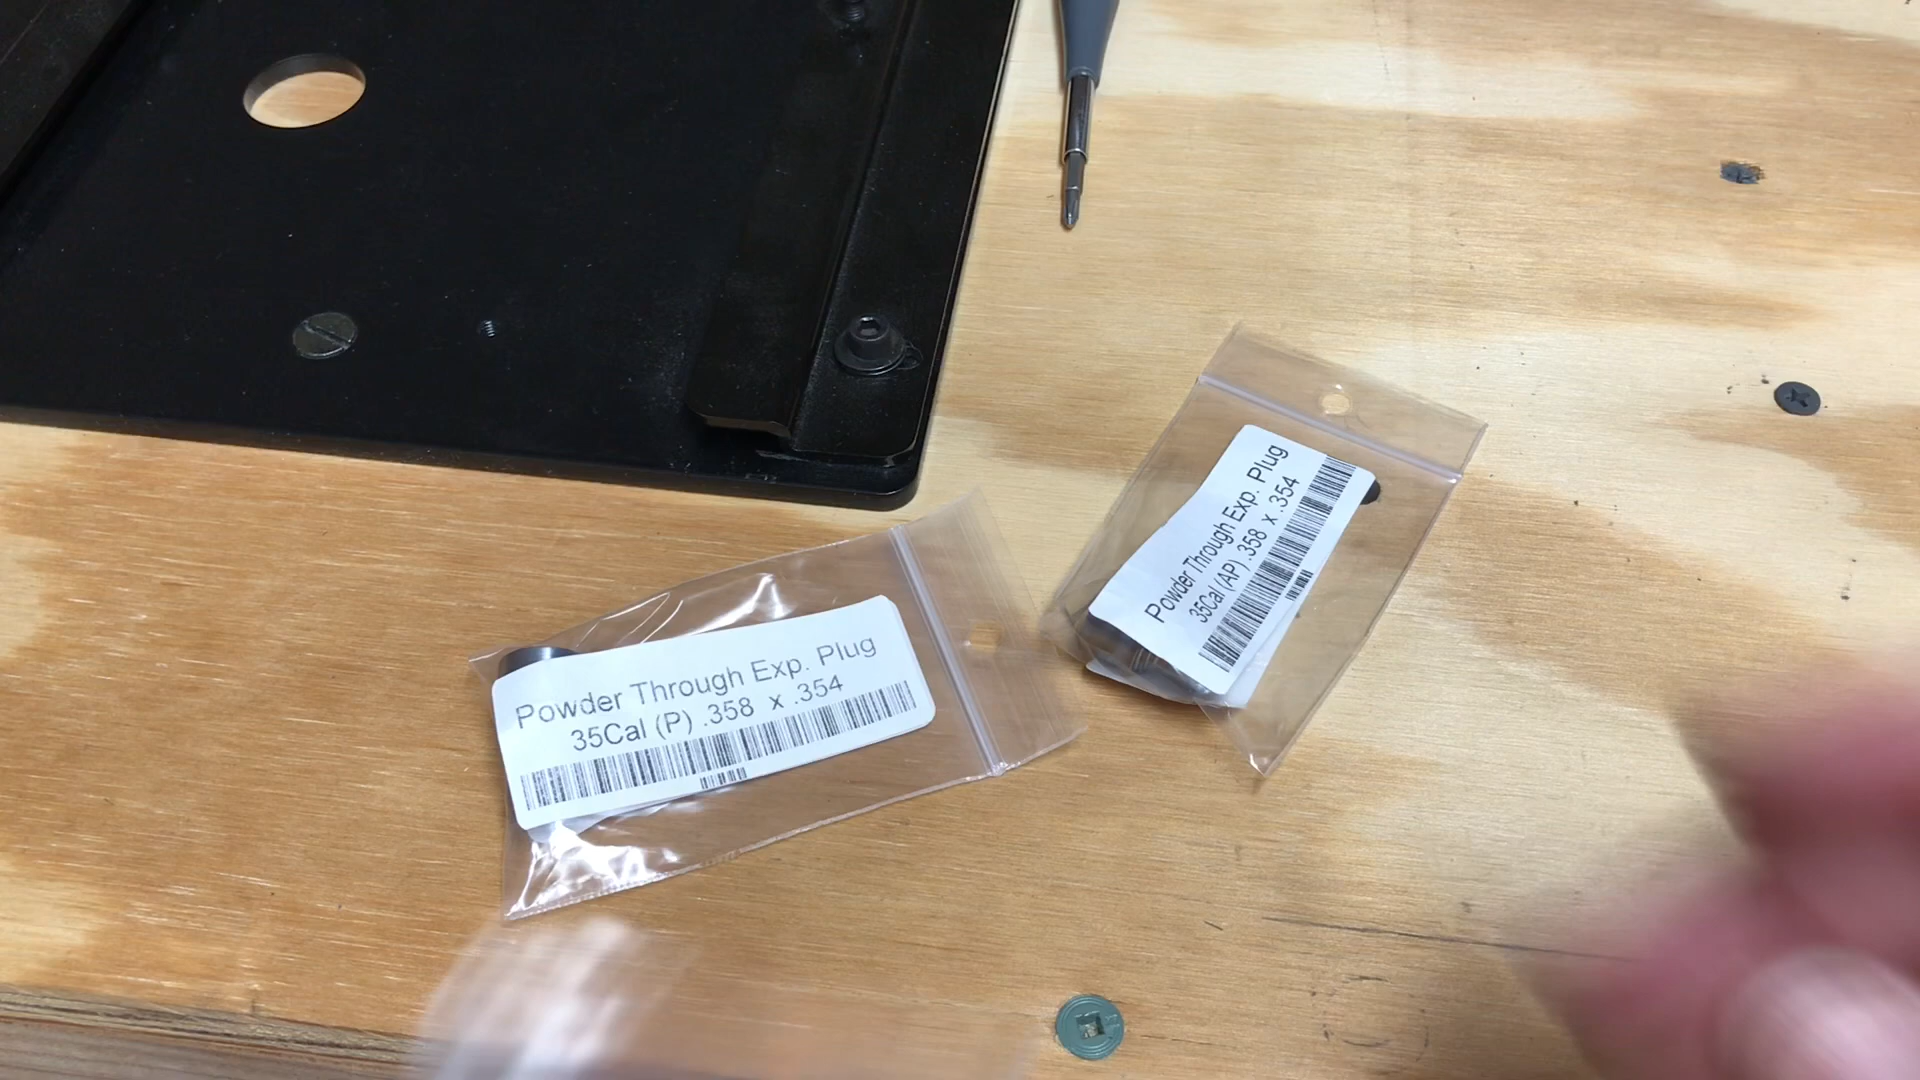 Powder Through Exp. Plug
35Cal (P) .358 x .354
Powder Through Exp. Plug
35Cal (AP) .358 x .354